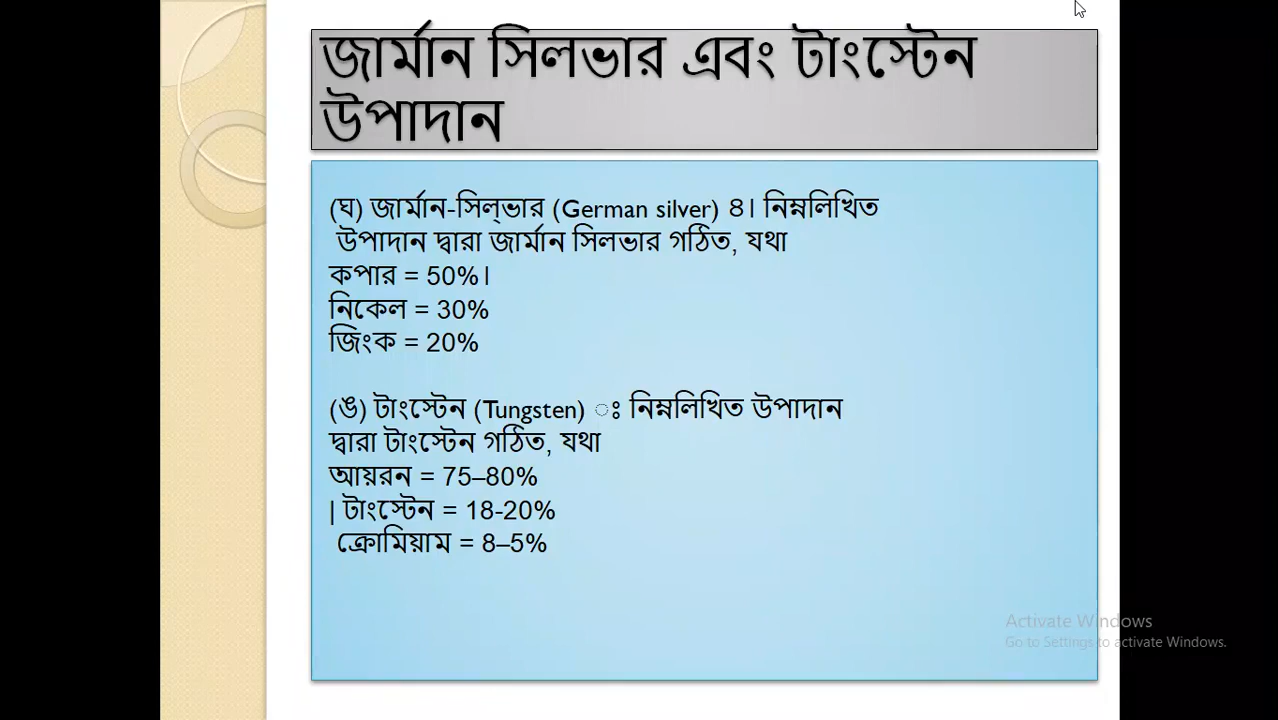 জার্মান সিলভার এবং টাংস্টেন
উপাদান
(ঘ) জার্মান-সিল্ভার (German silver) ৪। নিম্নলিখিত
উপাদান দ্বারা জার্মান সিলভার গঠিত, যথা
কপার = 50%।
নিকেল = 30%
জিংক = 20%
(ঙ) টাংস্টেন (Tungsten) ঃ নিম্নলিখিত উপাদান
দ্বারা টাংস্টেন গঠিত, যথা
আয়রন = 75–80%
| টাংস্টেন = 18-20%
ক্রোমিয়াম = 8–5%
Activate Windows
Go to Settings to activate Windows.